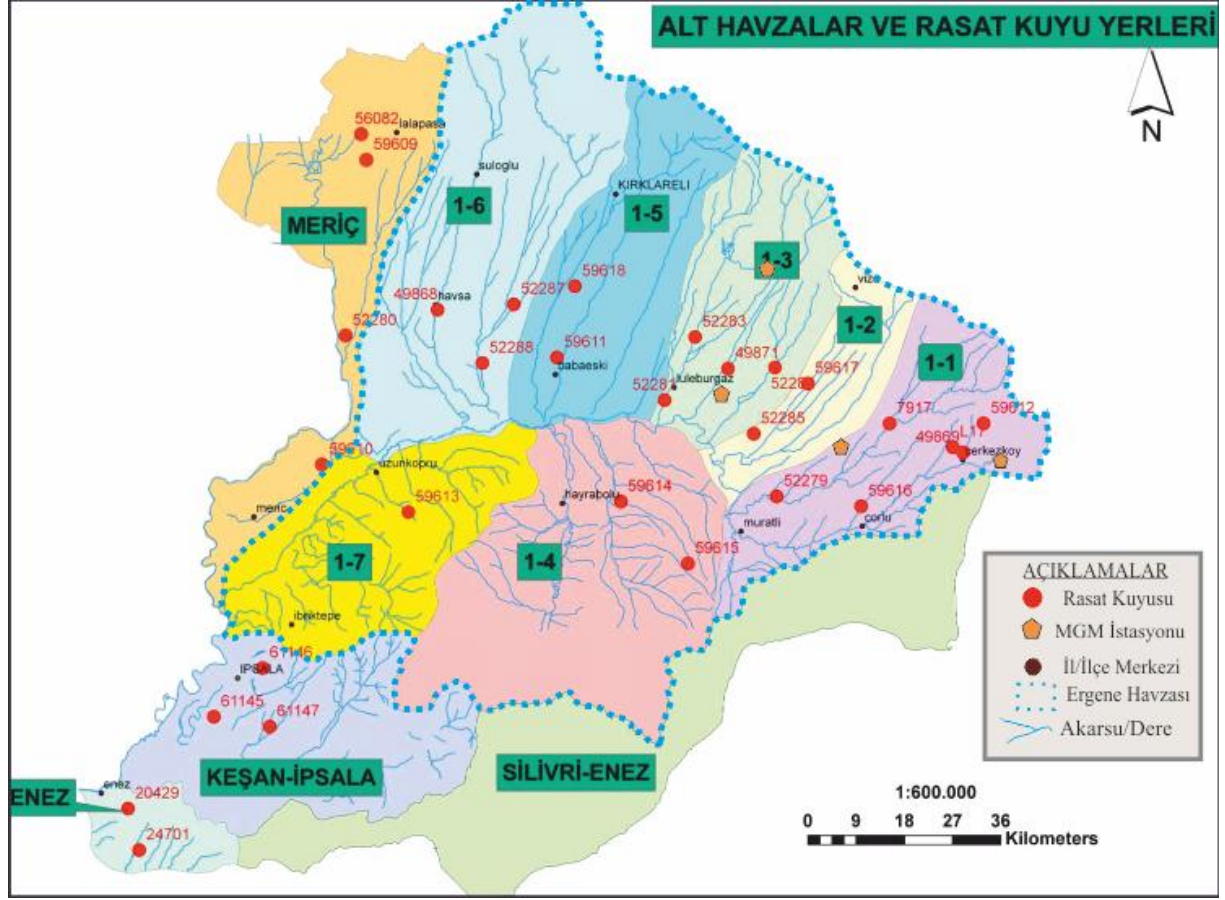 ALT HAVZALAR VE RASAT KUYU YERLERİ
N
56082
lalapasa
59609
suloglu
KIRKLARELI
1-6
1-5
MERİÇ
1-3
59618
vize
49868
havsa
52287
52280
52283
1-2
59611
52288
49871
59617
1-1
babaeski
52281
luleburgaz
52285
7917
59612
49869
L17
cerkezkoy
59610
uzunkopru
59613
hayrabolu
59614
52279
59616
muratli
corlu
meric
1-7
1-4
59615
ibriktepe
61146
IPSALA
61145
61147
KEŞAN-İPSALA
SİLİVRİ-ENEZ
enez
ENEZ
20429
24701
AÇIKLAMALAR
Rasat Kuyusu
MGM İstasyonu
İl/İlçe Merkezi
Ergene Havzası
Akarsu/Dere
1:600.000
0 9 18 27 36
Kilometers